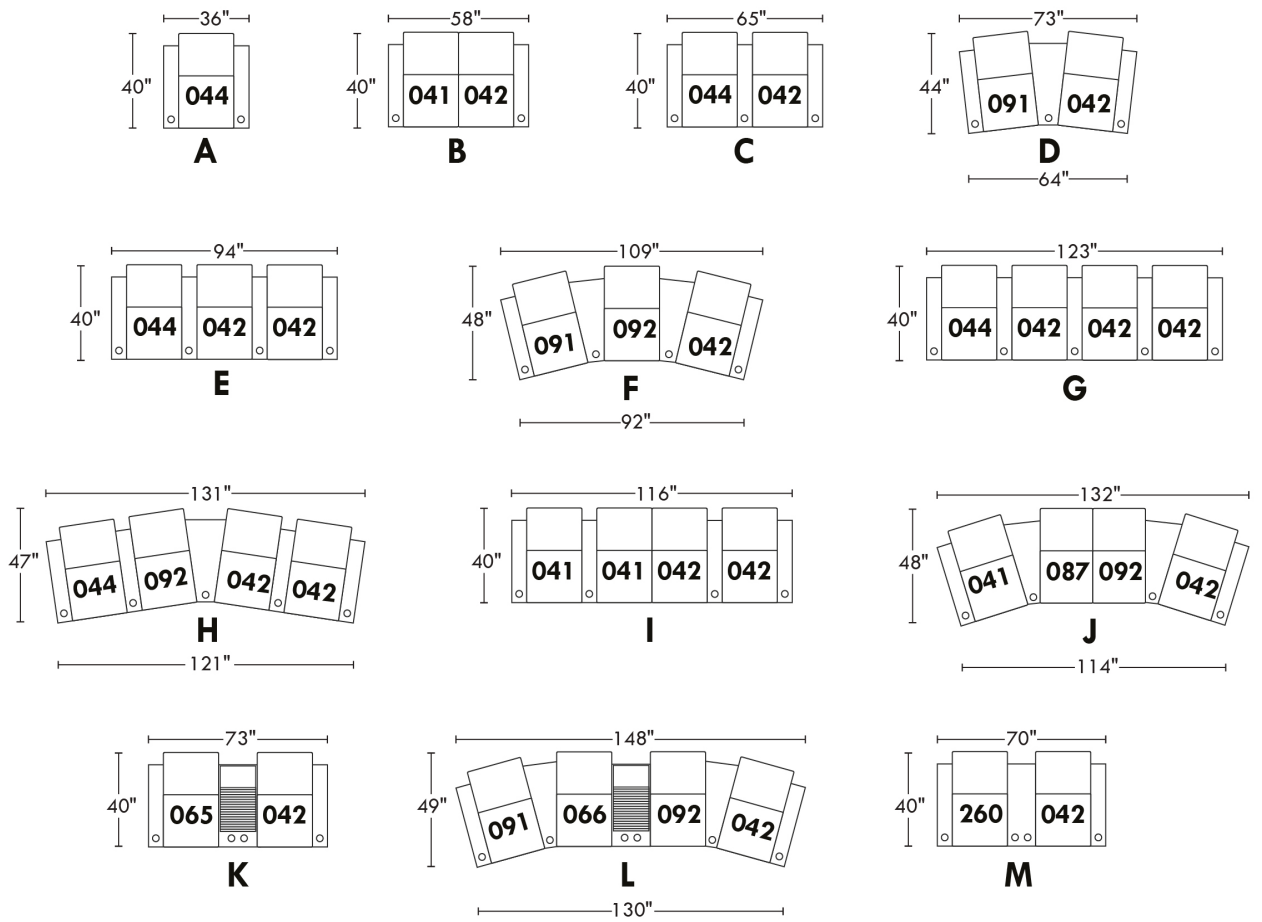 36" 58" 65" 73"
40" 044 40" 041 042 40" 044 042 44" 091 042
A B C D
64"
94" 109" 123"
40" 044 042 042 48" 091 092 042 40" 044 042 042 042
E F G
92"
131" 116" 132"
47" 044 092 042 042 40" 041 041 042 042 48" 041 087 092 042
H I J
121" 114"
73" 148" 70"
40" 065 042 49" 091 066 092 042 40" 260 042
K L M
130"